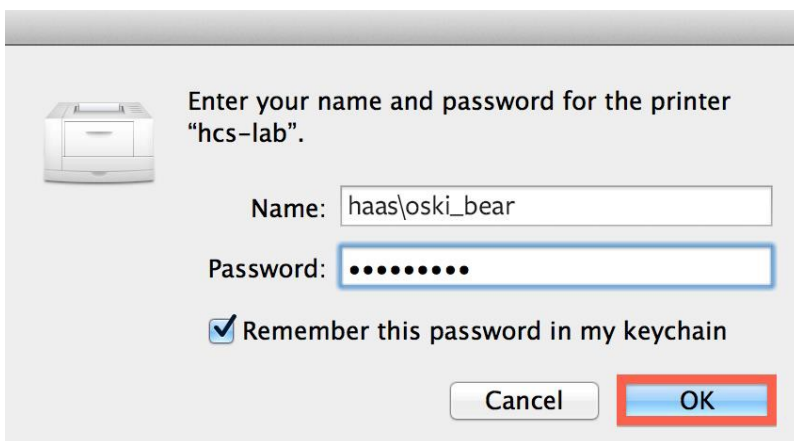 Enter your name and password for the printer
“hcs-lab”.
Name: haas\oski_bear
Password: •••••••••
Remember this password in my keychain
Cancel OK